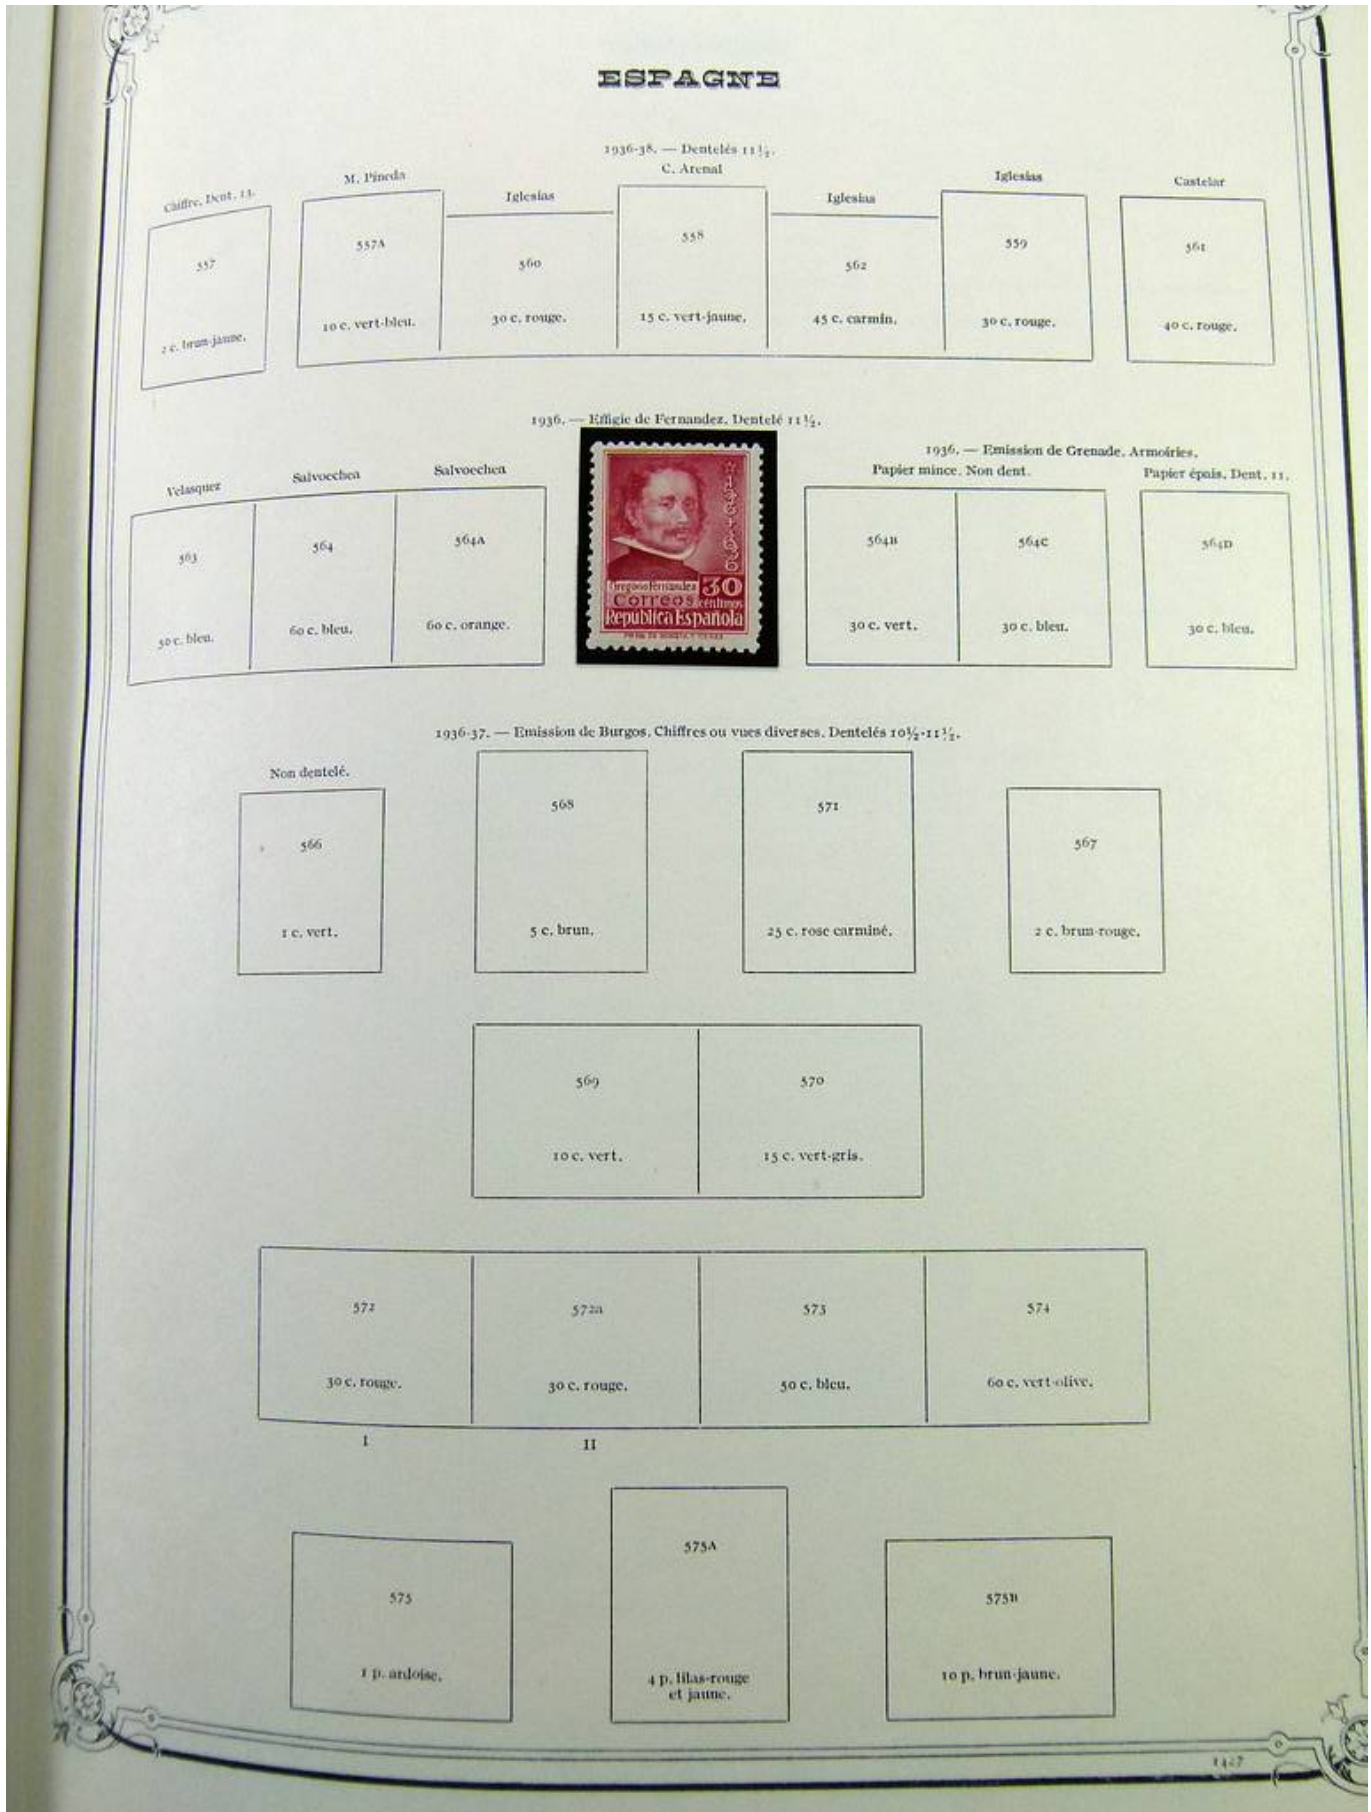 ESPAGNE
1936-38. — Dentelés 11½.
Chiffre. Dent. 13.
M. Pineda
Iglesias
C. Arenal
Iglesias
Iglesias
Castelar
557
2 c. brun-jaune.
557A
10 c. vert-bleu.
560
30 c. rouge.
558
15 c. vert-jaune.
562
45 c. carmin.
559
30 c. rouge.
561
40 c. rouge.
1936. — Effigie de Fernandez. Dentelé 11½.
Velasquez
Salvoechea
Salvoechea
563
50 c. bleu.
564
60 c. bleu.
564A
60 c. orange.
Gregorio Fernández
30
Correos céntimos
República Española
1936. — Emission de Grenade. Armoiries.
Papier mince. Non dent.
Papier épais. Dent. 11.
564B
30 c. vert.
564C
30 c. bleu.
564D
30 c. bleu.
1936-37. — Emission de Burgos. Chiffres ou vues diverses. Dentelés 10½-11½.
Non dentelé.
566
1 c. vert.
568
5 c. brun.
571
25 c. rose carminé.
567
2 c. brun-rouge.
569
10 c. vert.
570
15 c. vert-gris.
572
30 c. rouge.
572a
30 c. rouge.
573
50 c. bleu.
574
60 c. vert-olive.
I
II
575
1 p. ardoise.
575A
4 p. lilas-rouge
et jaune.
575B
10 p. brun-jaune.
1427